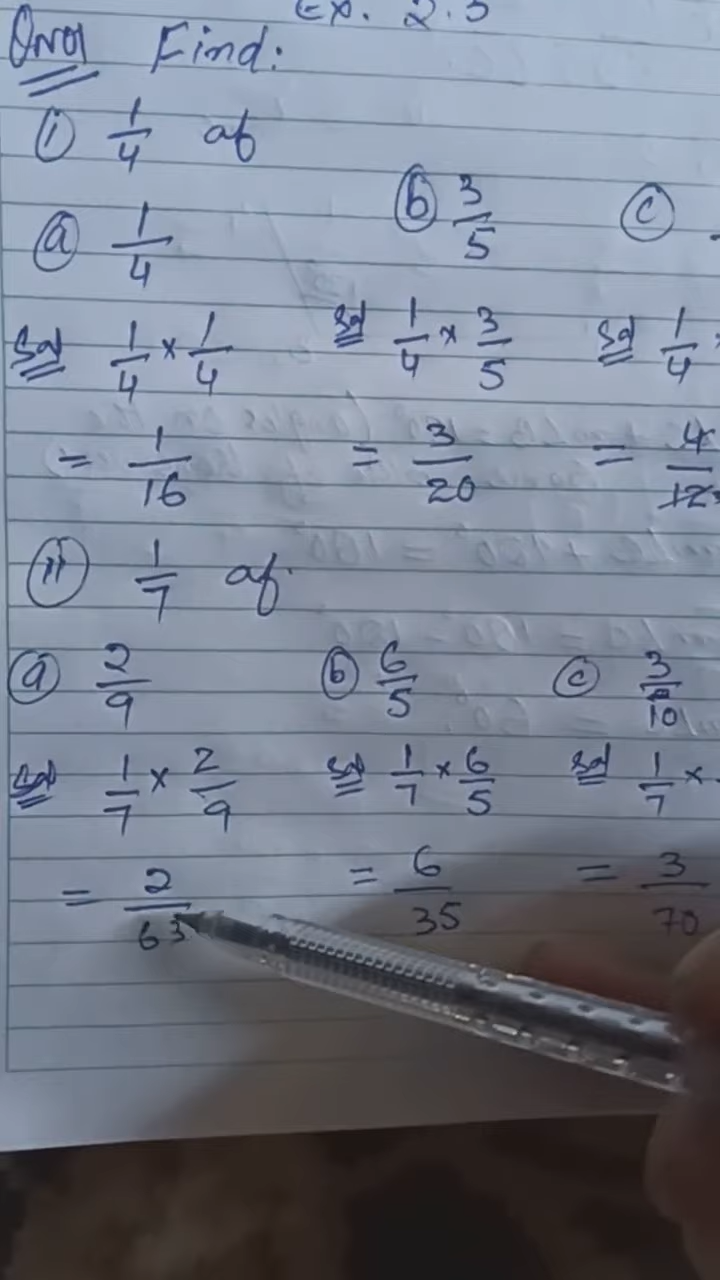 Ex. 2.3
Qno1 Find:
(i) 1/4 of
(a) 1/4 (b) 3/5 (c)
Sol 1/4 × 1/4 Sol 1/4 × 3/5 Sol 1/4 ×
= 1/16 = 3/20 = 4/12
(ii) 1/7 of
(a) 2/9 (b) 6/5 (c) 3/10
Sol 1/7 × 2/9 Sol 1/7 × 6/5 Sol 1/7 ×
= 2/63 = 6/35 = 3/70